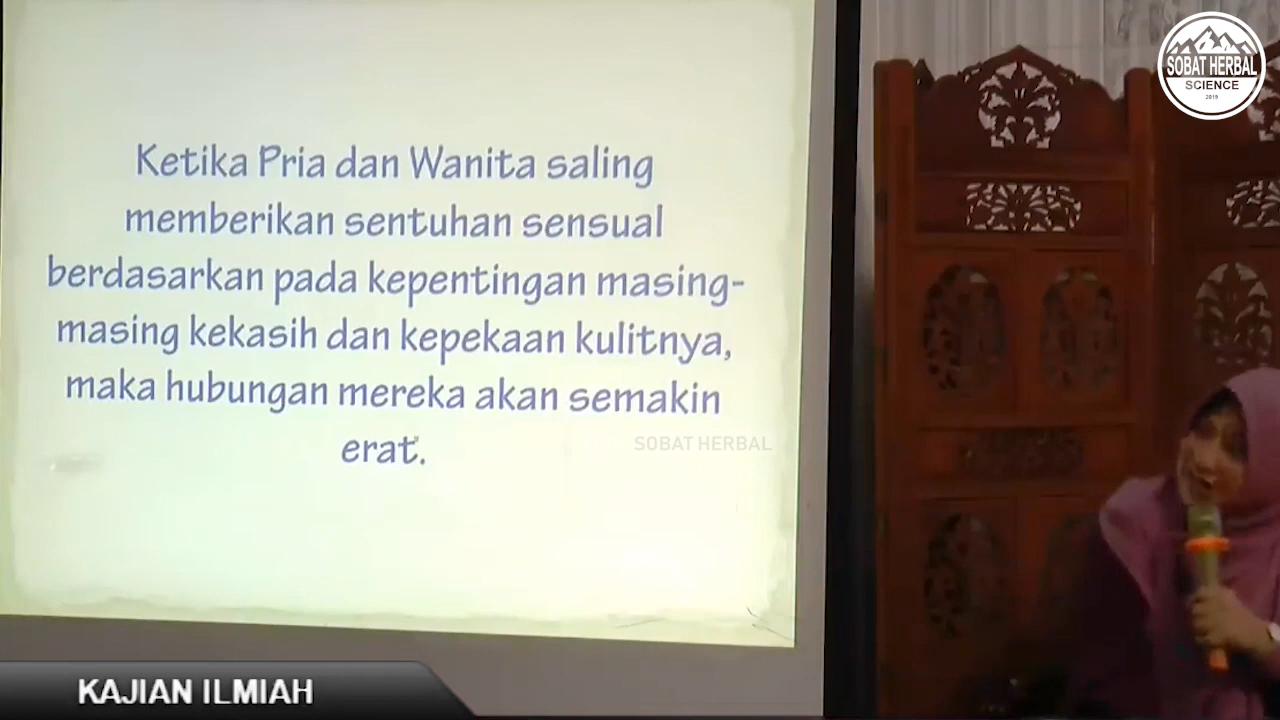 SOBAT HERBAL
SCIENCE
2019
Ketika Pria dan Wanita saling
memberikan sentuhan sensual
berdasarkan pada kepentingan masing-
masing kekasih dan kepekaan kulitnya,
maka hubungan mereka akan semakin
erat.
SOBAT HERBAL
KAJIAN ILMIAH